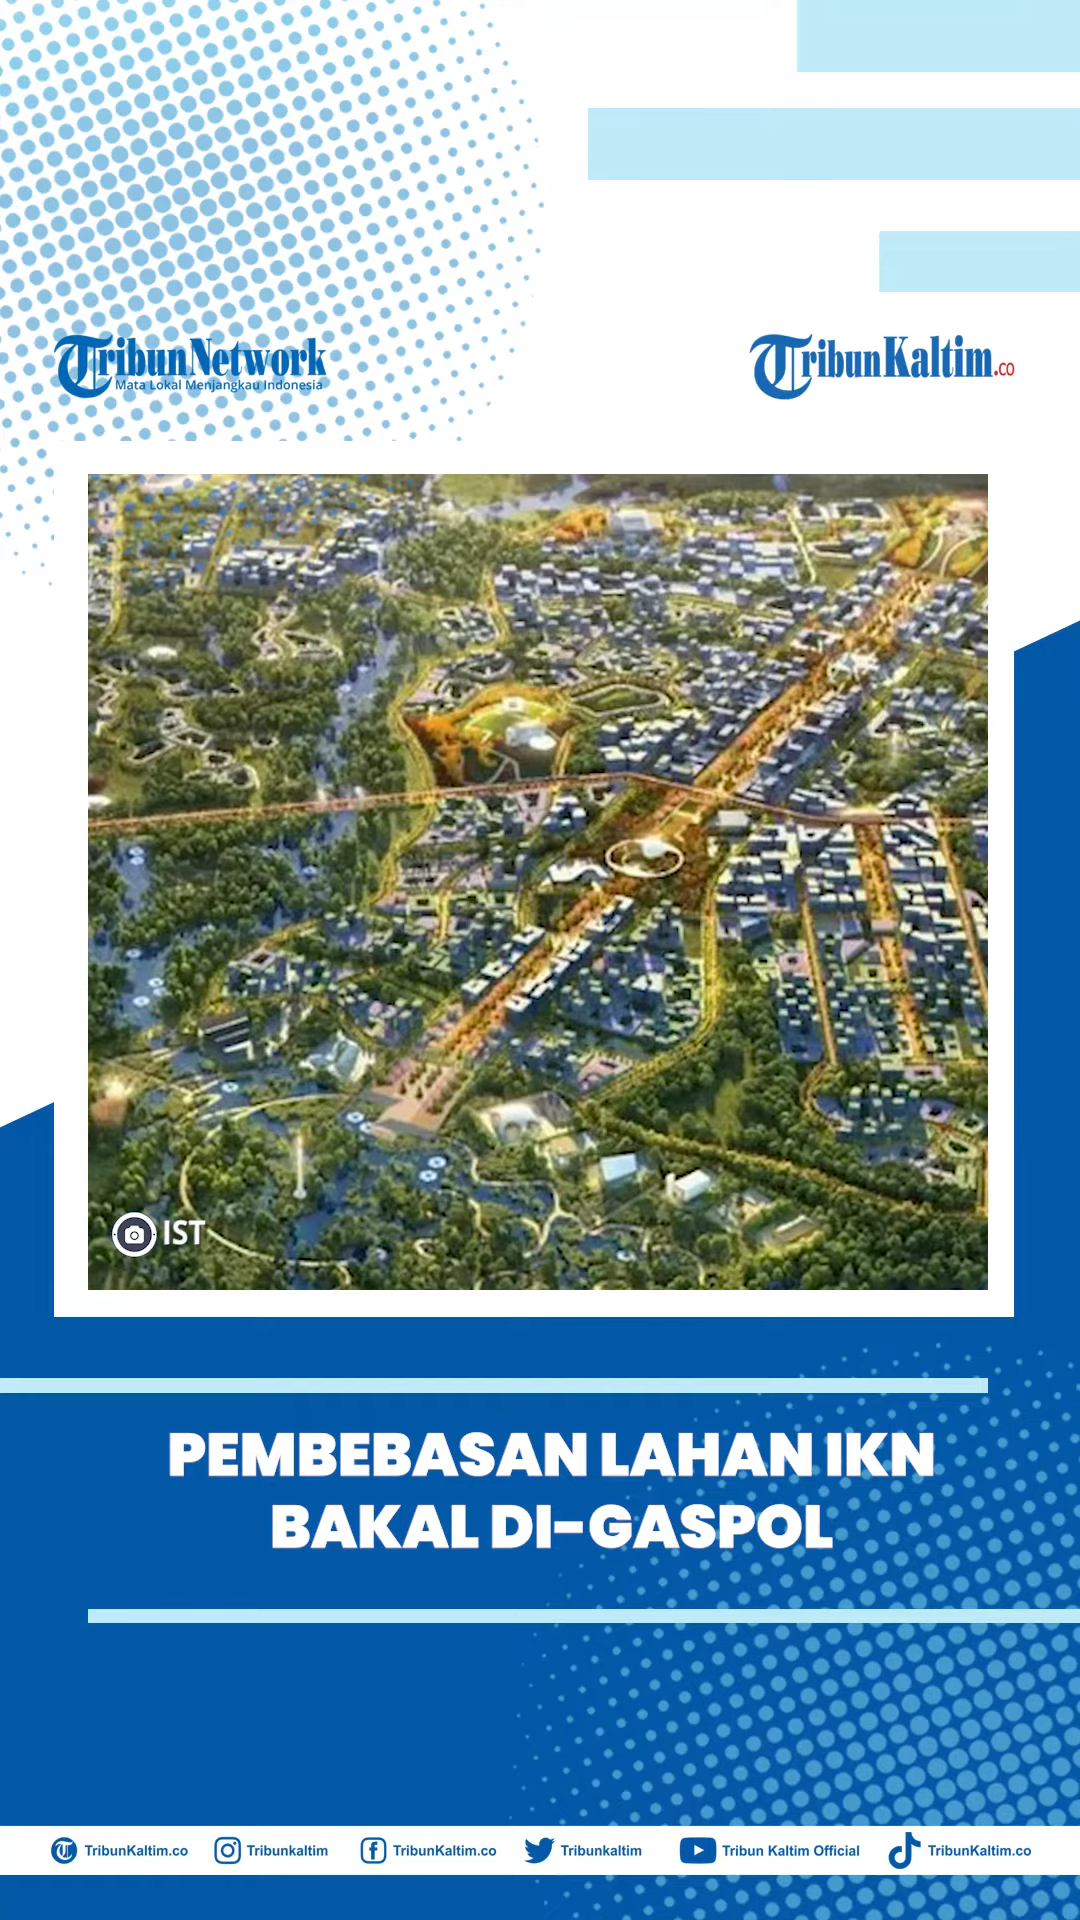 TribunNetwork
Mata Lokal Menjangkau Indonesia
TribunKaltim.co
IST
PEMBEBASAN LAHAN IKN
BAKAL DI-GASPOL
TribunKaltim.co
Tribunkaltim
TribunKaltim.co
Tribunkaltim
Tribun Kaltim Official
TribunKaltim.co